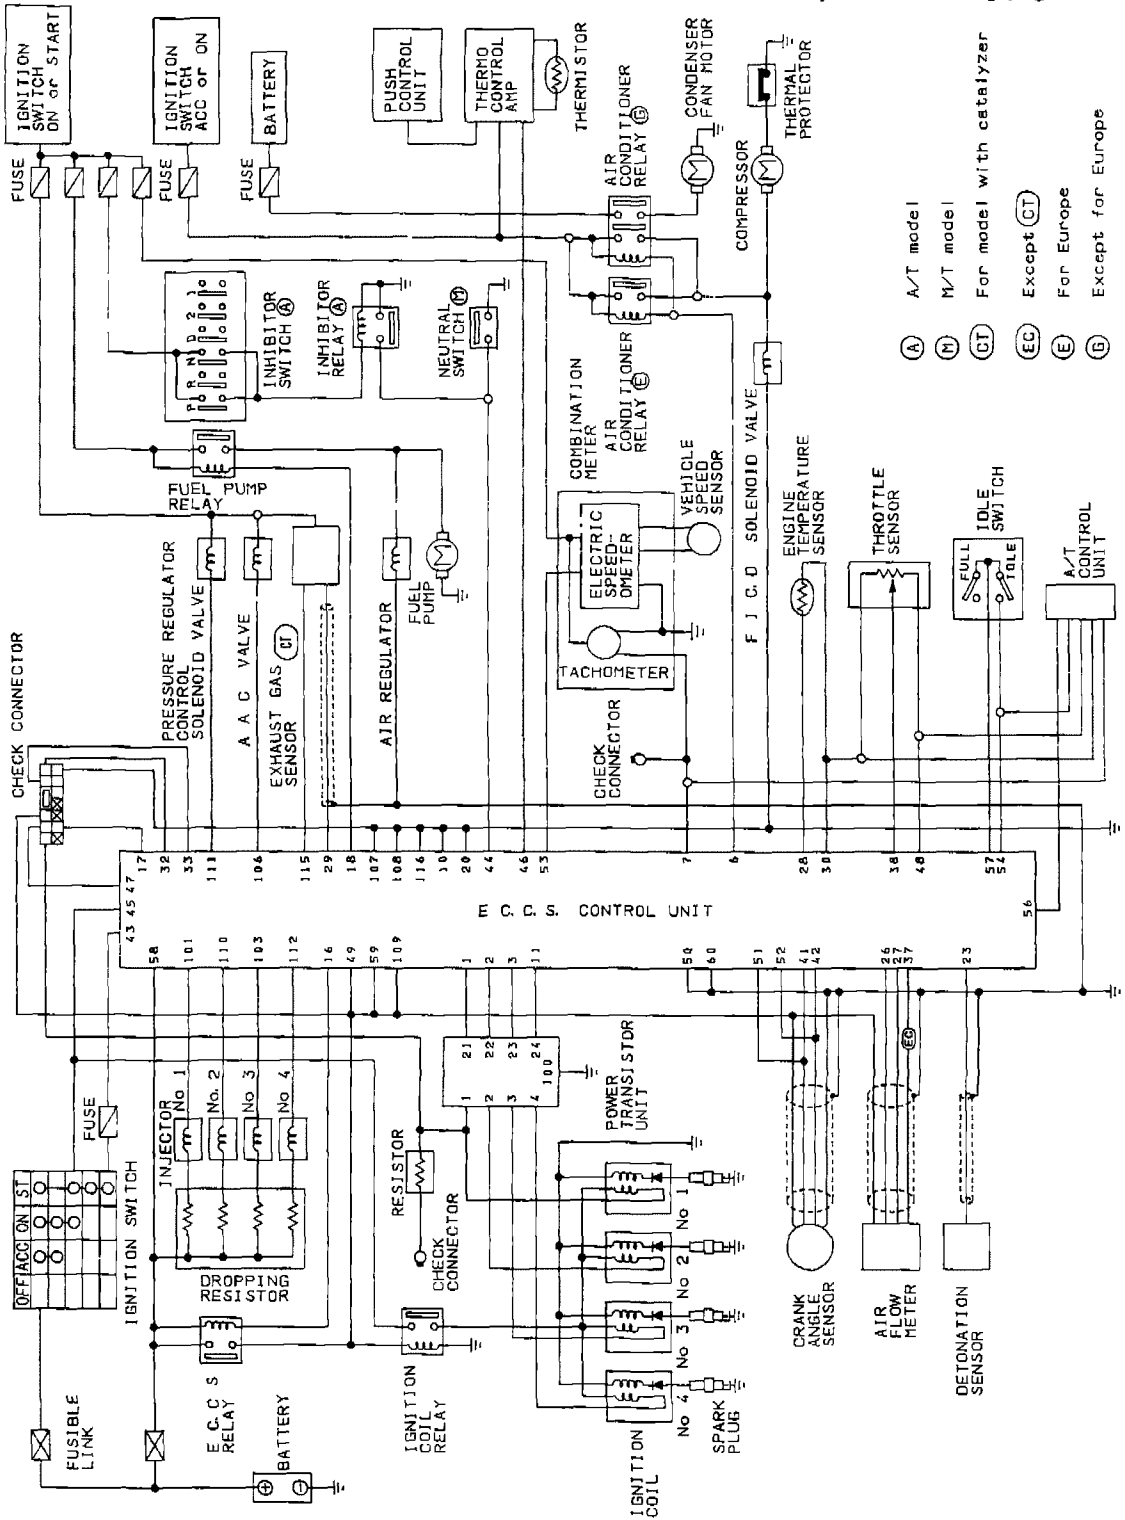 IGNITION
SWITCH
ON or START
IGNITION
SWITCH
ACC or ON
BATTERY
PUSH
CONTROL
UNIT
THERMO
CONTROL
AMP
THERMISTOR
CONDENSER
FAN MOTOR
THERMAL
PROTECTOR
FUSE
FUSE
FUSE
AIR
CONDITIONER
RELAY G
M
M
COMPRESSOR
A A/T model
M M/T model
CT For model with catalyzer
EC Except CT
E For Europe
G Except for Europe
P R N D 2 1
INHIBITOR
SWITCH A
INHIBITOR
RELAY A
NEUTRAL
SWITCH M
AIR
CONDITIONER
RELAY E
COMBINATION
METER
FUEL PUMP
RELAY
ELECTRIC
SPEED-
OMETER
VEHICLE
SPEED
SENSOR
F I C D SOLENOID VALVE
ENGINE
TEMPERATURE
SENSOR
THROTTLE
SENSOR
IDLE
SWITCH
FULL
IDLE
A/T
CONTROL
UNIT
CHECK CONNECTOR
PRESSURE REGULATOR
CONTROL
SOLENOID VALVE
A A C VALVE
EXHAUST GAS
SENSOR
CT
AIR REGULATOR
M
FUEL
PUMP
TACHOMETER
CHECK
CONNECTOR
17 32 33 111 106 115 29 18 107 108 116 10 20 44 46 53 7 6 28 30 38 48 57 54
43 45 47
E C. C. S. CONTROL UNIT
56
58 101 110 103 112 16 49 59 109 1 2 3 11 50 60 51 52 41 42 26 27 37 23
FUSE
OFF ACC ON ST
IGNITION SWITCH
INJECTOR
No 1
No. 2
No 3
No 4
21 22 23 24
100
1 2 3 4
POWER
TRANSISTOR
UNIT
EC
RESISTOR
CHECK
CONNECTOR
DROPPING
RESISTOR
FUSIBLE
LINK
E C C S
RELAY
BATTERY
IGNITION
COIL
RELAY
IGNITION
COIL
No 1
No 2
No 3
No 4
SPARK
PLUG
CRANK
ANGLE
SENSOR
AIR
FLOW
METER
DETONATION
SENSOR